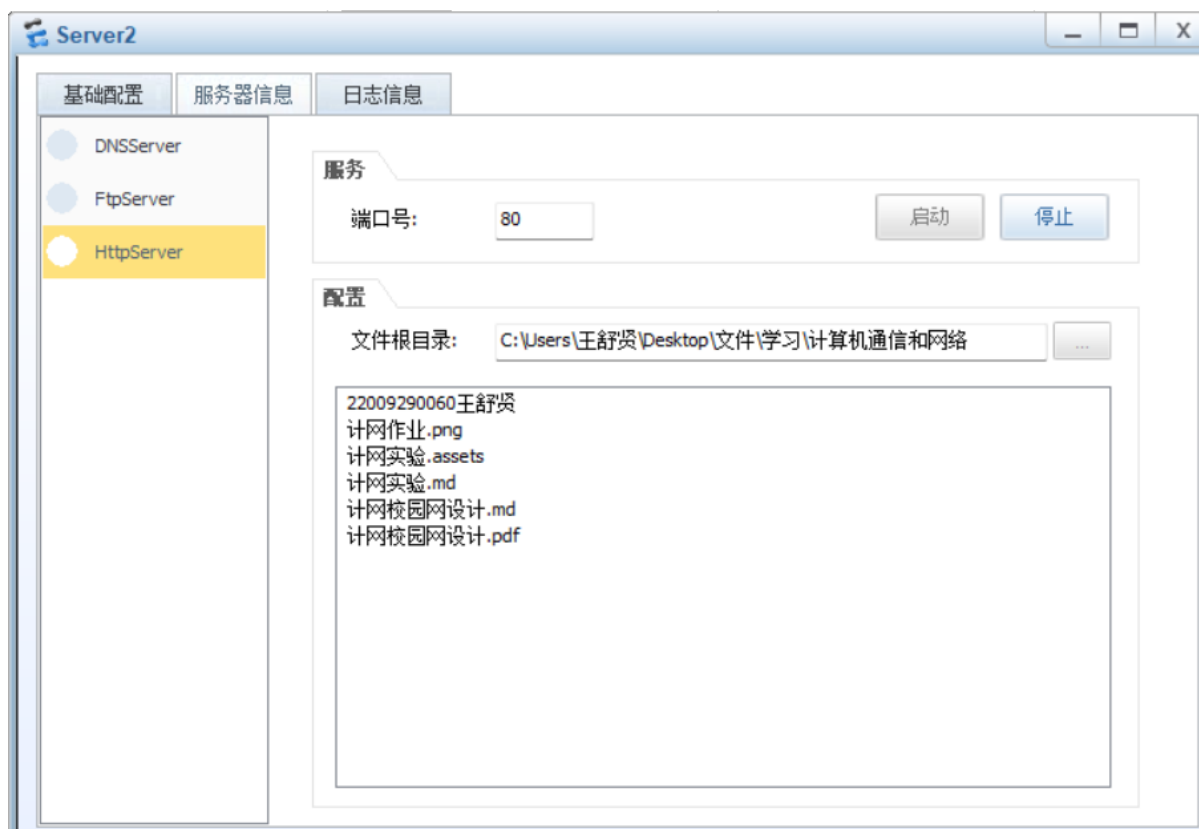 Server2
基础配置 服务器信息 日志信息
DNSServer
FtpServer
HttpServer
服务
端口号: 80 启动 停止
配置
文件根目录: C:\Users\王舒贤\Desktop\文件\学习\计算机通信和网络 ...
22009290060王舒贤
计网作业.png
计网实验.assets
计网实验.md
计网校园网设计.md
计网校园网设计.pdf